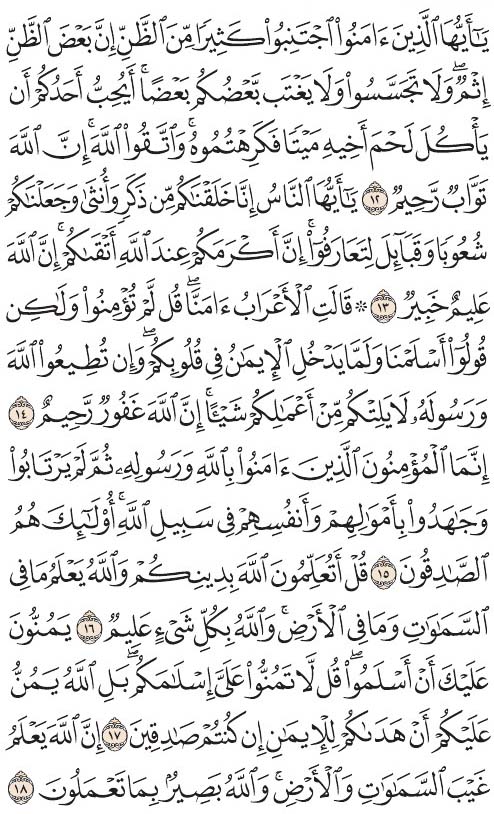 يَـٰٓأَيُّهَا ٱلَّذِينَ ءَامَنُوا۟ ٱجْتَنِبُوا۟ كَثِيرًا مِّنَ ٱلظَّنِّ إِنَّ بَعْضَ ٱلظَّنِّ
إِثْمٌ ۖ وَلَا تَجَسَّسُوا۟ وَلَا يَغْتَب بَّعْضُكُم بَعْضًا ۚ أَيُحِبُّ أَحَدُكُمْ أَن
يَأْكُلَ لَحْمَ أَخِيهِ مَيْتًا فَكَرِهْتُمُوهُ ۚ وَٱتَّقُوا۟ ٱللَّهَ ۚ إِنَّ ٱللَّهَ
تَوَّابٌ رَّحِيمٌ ١٢ يَـٰٓأَيُّهَا ٱلنَّاسُ إِنَّا خَلَقْنَـٰكُم مِّن ذَكَرٍ وَأُنثَىٰ وَجَعَلْنَـٰكُمْ
شُعُوبًا وَقَبَآئِلَ لِتَعَارَفُوٓا۟ ۚ إِنَّ أَكْرَمَكُمْ عِندَ ٱللَّهِ أَتْقَىٰكُمْ ۚ إِنَّ ٱللَّهَ
عَلِيمٌ خَبِيرٌ ١٣ ۞ قَالَتِ ٱلْأَعْرَابُ ءَامَنَّا ۖ قُل لَّمْ تُؤْمِنُوا۟ وَلَـٰكِن
قُولُوٓا۟ أَسْلَمْنَا وَلَمَّا يَدْخُلِ ٱلْإِيمَـٰنُ فِى قُلُوبِكُمْ ۖ وَإِن تُطِيعُوا۟ ٱللَّهَ
وَرَسُولَهُۥ لَا يَلِتْكُم مِّنْ أَعْمَـٰلِكُمْ شَيْـًٔا ۚ إِنَّ ٱللَّهَ غَفُورٌ رَّحِيمٌ ١٤
إِنَّمَا ٱلْمُؤْمِنُونَ ٱلَّذِينَ ءَامَنُوا۟ بِٱللَّهِ وَرَسُولِهِۦ ثُمَّ لَمْ يَرْتَابُوا۟
وَجَـٰهَدُوا۟ بِأَمْوَٰلِهِمْ وَأَنفُسِهِمْ فِى سَبِيلِ ٱللَّهِ ۚ أُو۟لَـٰٓئِكَ هُمُ
ٱلصَّـٰدِقُونَ ١٥ قُلْ أَتُعَلِّمُونَ ٱللَّهَ بِدِينِكُمْ وَٱللَّهُ يَعْلَمُ مَا فِى
ٱلسَّمَـٰوَٰتِ وَمَا فِى ٱلْأَرْضِ ۚ وَٱللَّهُ بِكُلِّ شَىْءٍ عَلِيمٌ ١٦ يَمُنُّونَ
عَلَيْكَ أَنْ أَسْلَمُوا۟ ۖ قُل لَّا تَمُنُّوا۟ عَلَىَّ إِسْلَـٰمَكُم ۖ بَلِ ٱللَّهُ يَمُنُّ
عَلَيْكُمْ أَنْ هَدَىٰكُمْ لِلْإِيمَـٰنِ إِن كُنتُمْ صَـٰدِقِينَ ١٧ إِنَّ ٱللَّهَ يَعْلَمُ
غَيْبَ ٱلسَّمَـٰوَٰتِ وَٱلْأَرْضِ ۚ وَٱللَّهُ بَصِيرٌۢ بِمَا تَعْمَلُونَ ١٨